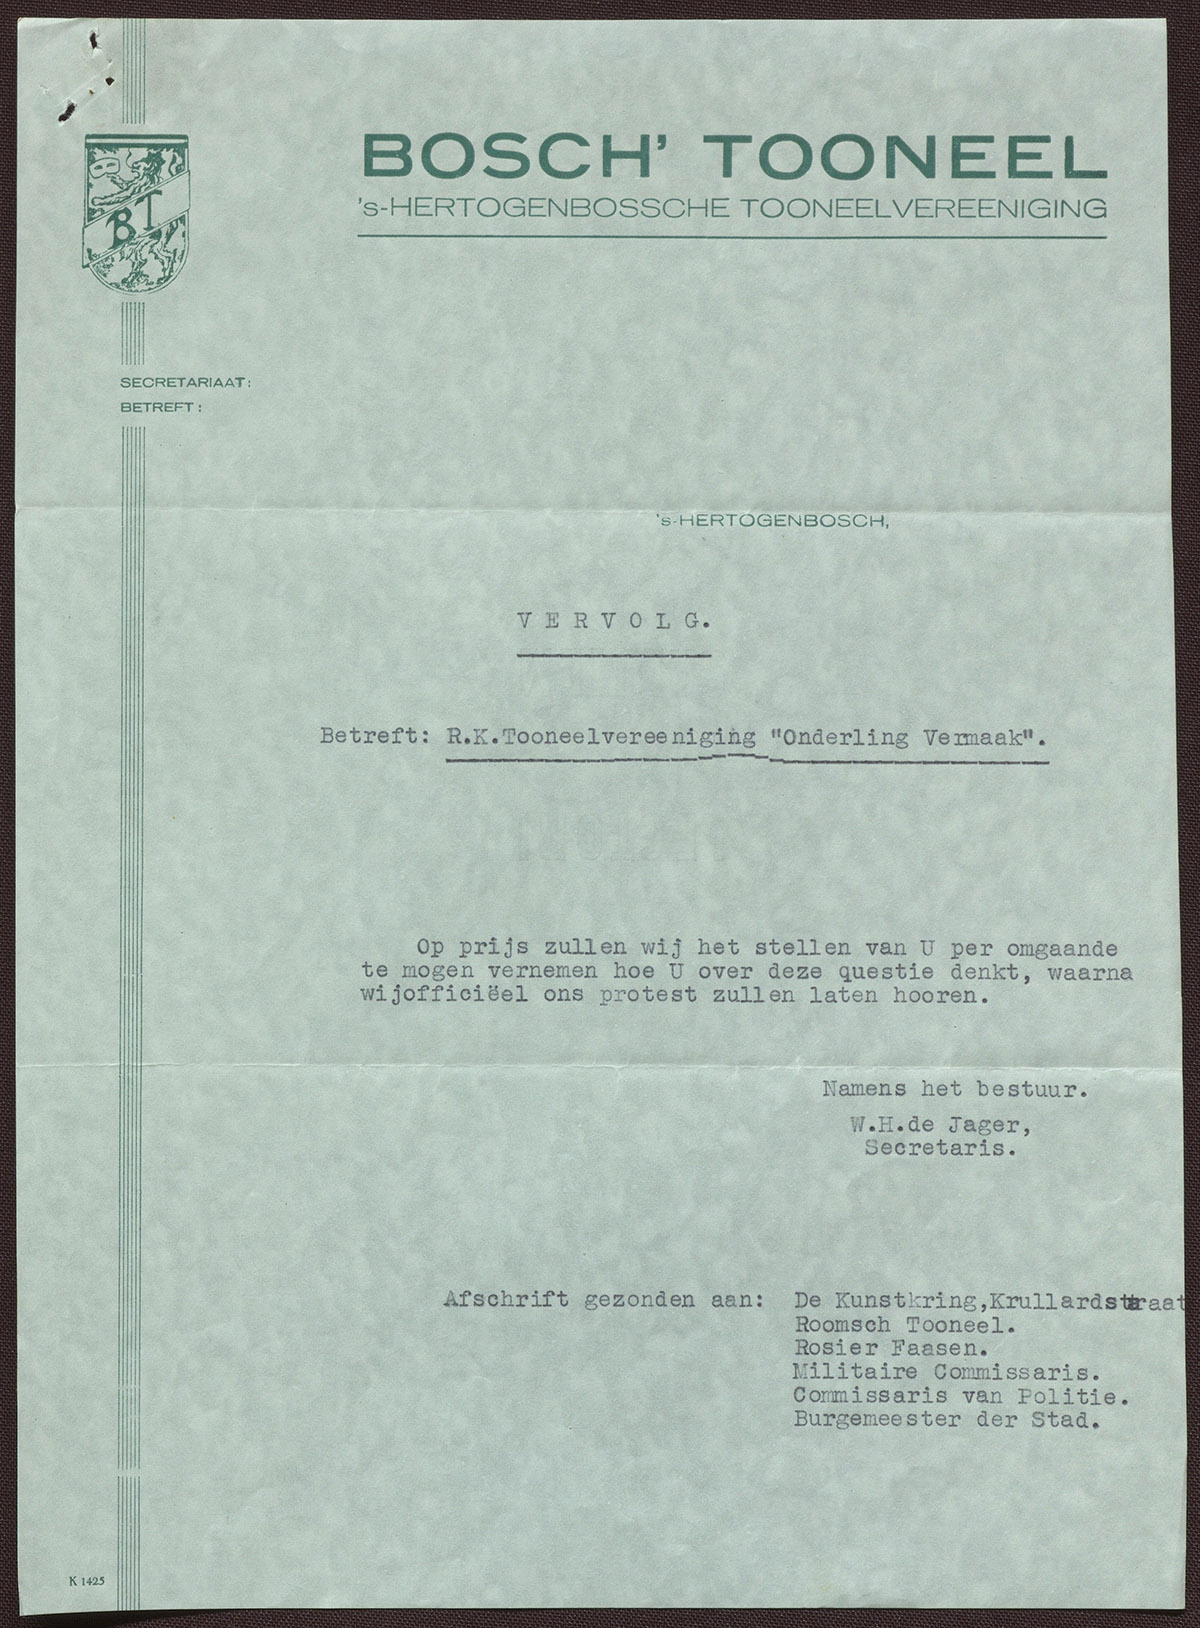 BOSCH' TOONEEL
's-HERTOGENBOSSCHE TOONEELVEREENIGING
BT
SECRETARIAAT:
BETREFT:
's-HERTOGENBOSCH,
VERVOLG.
Betreft: R.K.Tooneelvereeniging "Onderling Vermaak".
Op prijs zullen wij het stellen van U per omgaande
te mogen vernemen hoe U over deze questie denkt, waarna
wijofficiëel ons protest zullen laten hooren.
Namens het bestuur.
W.H.de Jager,
Secretaris.
Afschrift gezonden aan: De Kunstkring,Krullardstraat
Roomsch Tooneel.
Rosier Faasen.
Militaire Commissaris.
Commissaris van Politie.
Burgemeester der Stad.
K 1425